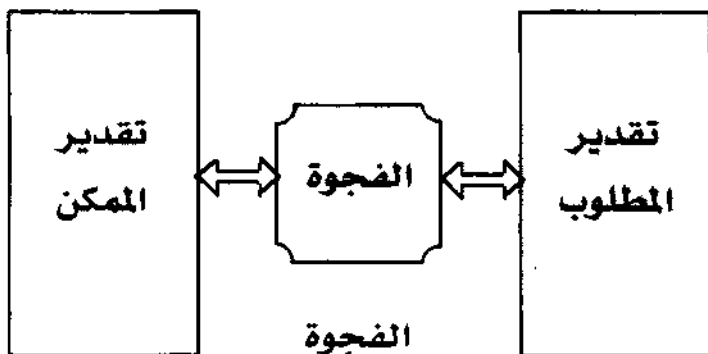 تقدير
المطلوب
الفجوة
تقدير
الممكن
الفجوة